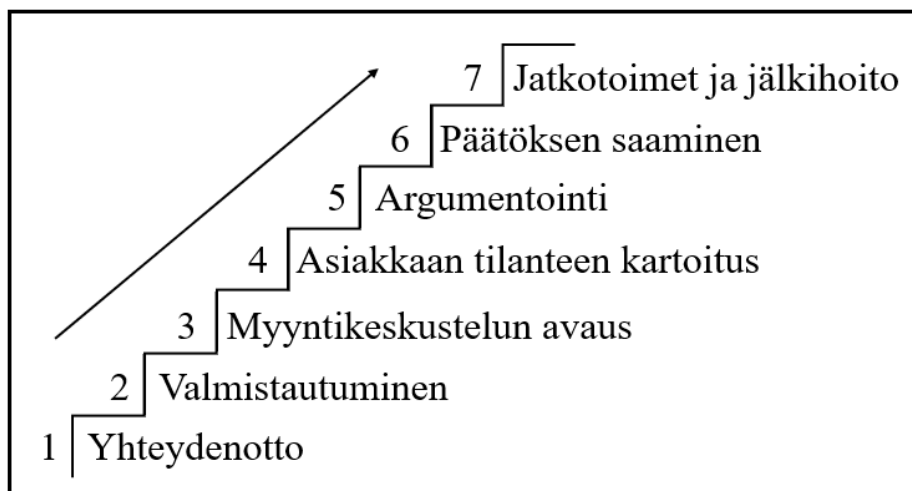 7 Jatkotoimet ja jälkihoito
6 Päätöksen saaminen
5 Argumentointi
4 Asiakkaan tilanteen kartoitus
3 Myyntikeskustelun avaus
2 Valmistautuminen
1 Yhteydenotto